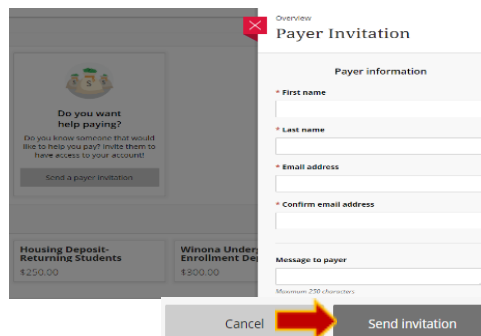 Overview
Payer Invitation
Payer information
* First name
* Last name
* Email address
* Confirm email address
Message to payer
Maximum 250 characters
Cancel
Send invitation
Do you want
help paying?
Do you know someone that would
like to help you pay? Invite them to
have access to your account!
Send a payer invitation
Housing Deposit-
Returning Students
$250.00
Winona Underg
Enrollment De
$300.00